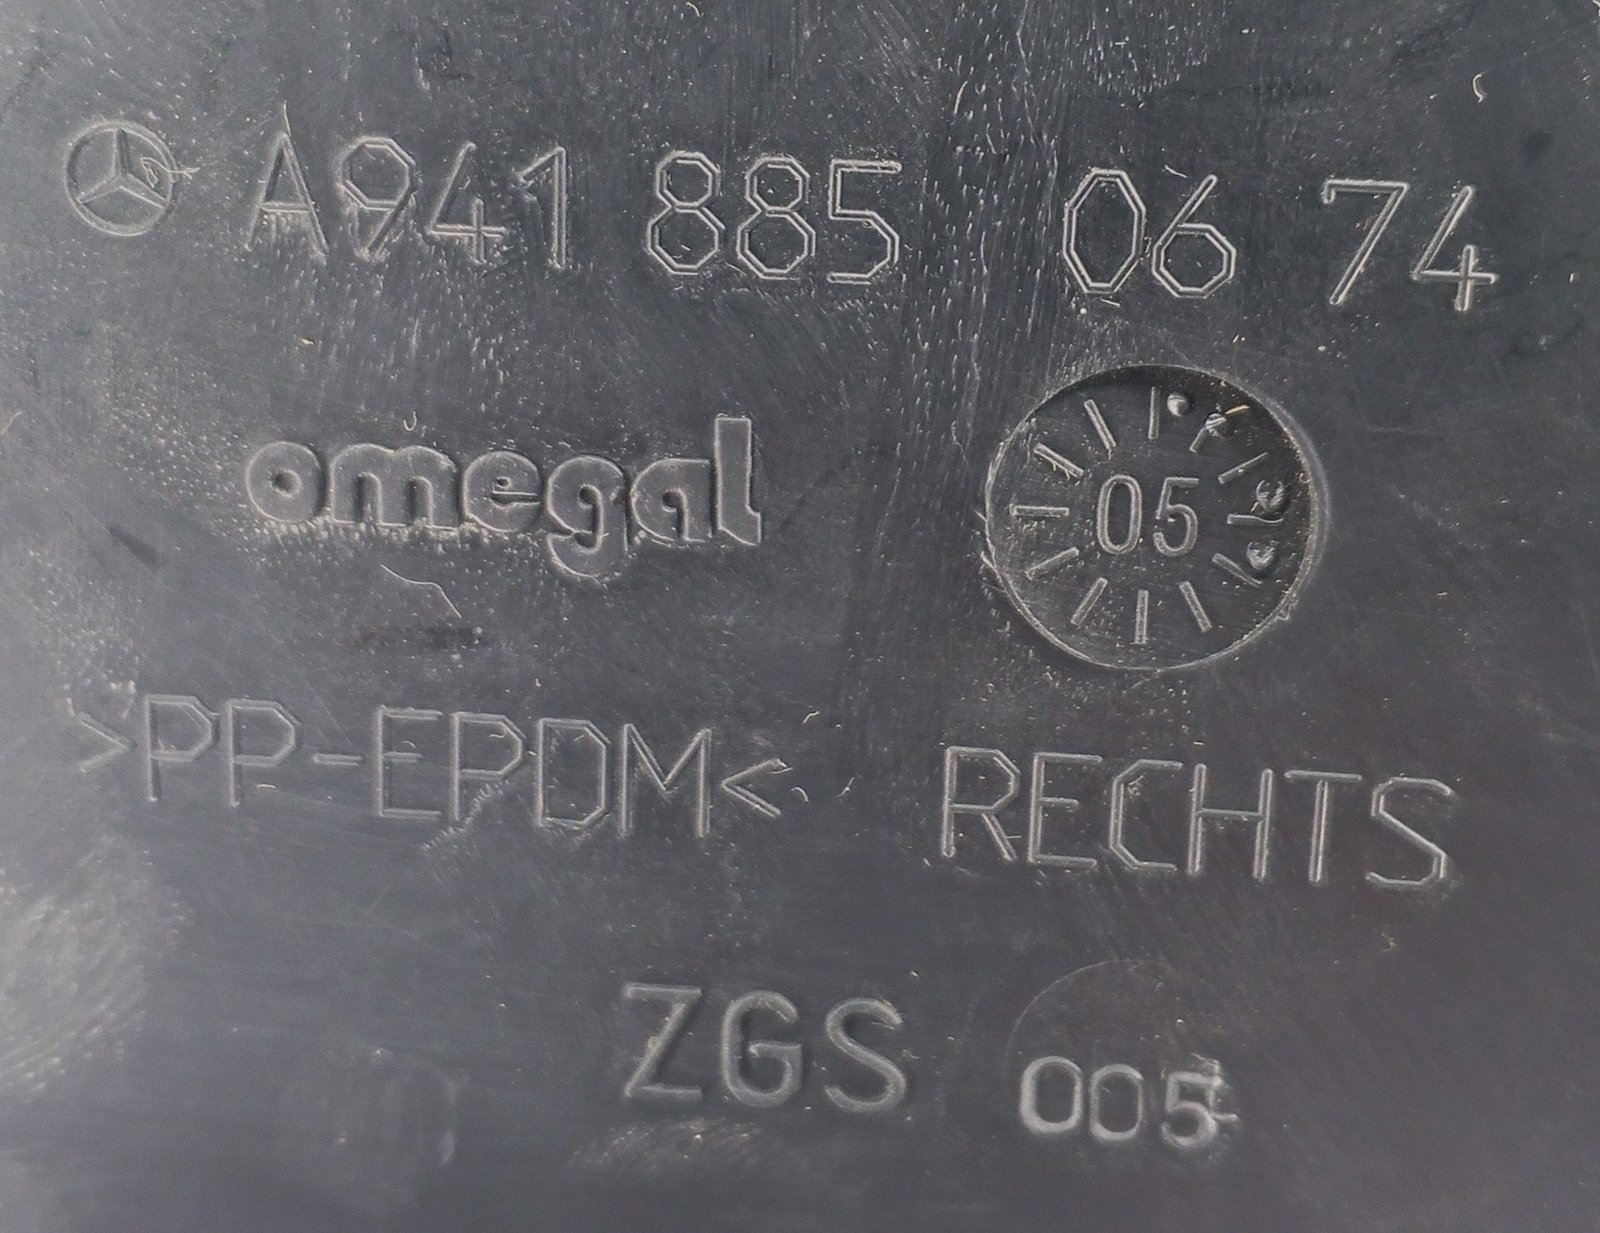 A941 885 06 74
omegal 05
>PP-EPDM< RECHTS
ZGS 005